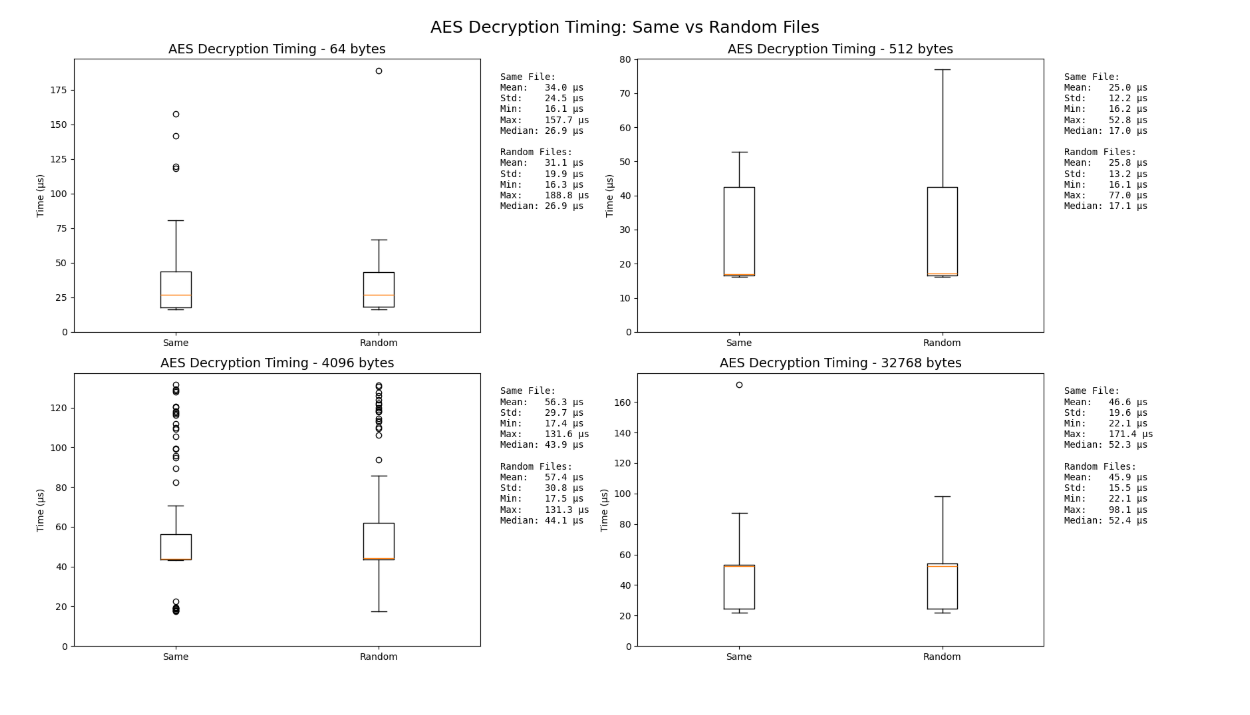 AES Decryption Timing: Same vs Random Files
AES Decryption Timing - 64 bytes
Time (μs)
175
150
125
100
75
50
25
0
Same
Random
Same File:
Mean: 34.0 μs
Std: 24.5 μs
Min: 16.1 μs
Max: 157.7 μs
Median: 26.9 μs
Random Files:
Mean: 31.1 μs
Std: 19.9 μs
Min: 16.3 μs
Max: 188.8 μs
Median: 26.9 μs
AES Decryption Timing - 512 bytes
Time (μs)
80
70
60
50
40
30
20
10
0
Same
Random
Same File:
Mean: 25.0 μs
Std: 12.2 μs
Min: 16.2 μs
Max: 52.8 μs
Median: 17.0 μs
Random Files:
Mean: 25.8 μs
Std: 13.2 μs
Min: 16.1 μs
Max: 77.0 μs
Median: 17.1 μs
AES Decryption Timing - 4096 bytes
Time (μs)
120
100
80
60
40
20
0
Same
Random
Same File:
Mean: 56.3 μs
Std: 29.7 μs
Min: 17.4 μs
Max: 131.6 μs
Median: 43.9 μs
Random Files:
Mean: 57.4 μs
Std: 30.8 μs
Min: 17.5 μs
Max: 131.3 μs
Median: 44.1 μs
AES Decryption Timing - 32768 bytes
Time (μs)
160
140
120
100
80
60
40
20
0
Same
Random
Same File:
Mean: 46.6 μs
Std: 19.6 μs
Min: 22.1 μs
Max: 171.4 μs
Median: 52.3 μs
Random Files:
Mean: 45.9 μs
Std: 15.5 μs
Min: 22.1 μs
Max: 98.1 μs
Median: 52.4 μs